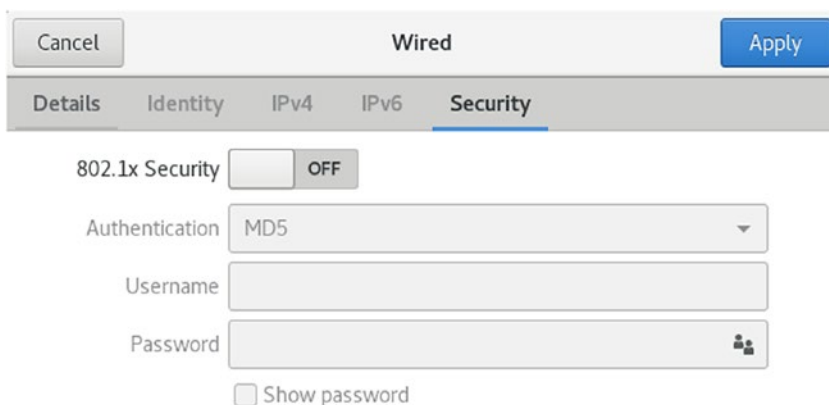 Cancel Wired Apply
Details Identity IPv4 IPv6 Security
802.1x Security OFF
Authentication MD5
Username
Password
Show password